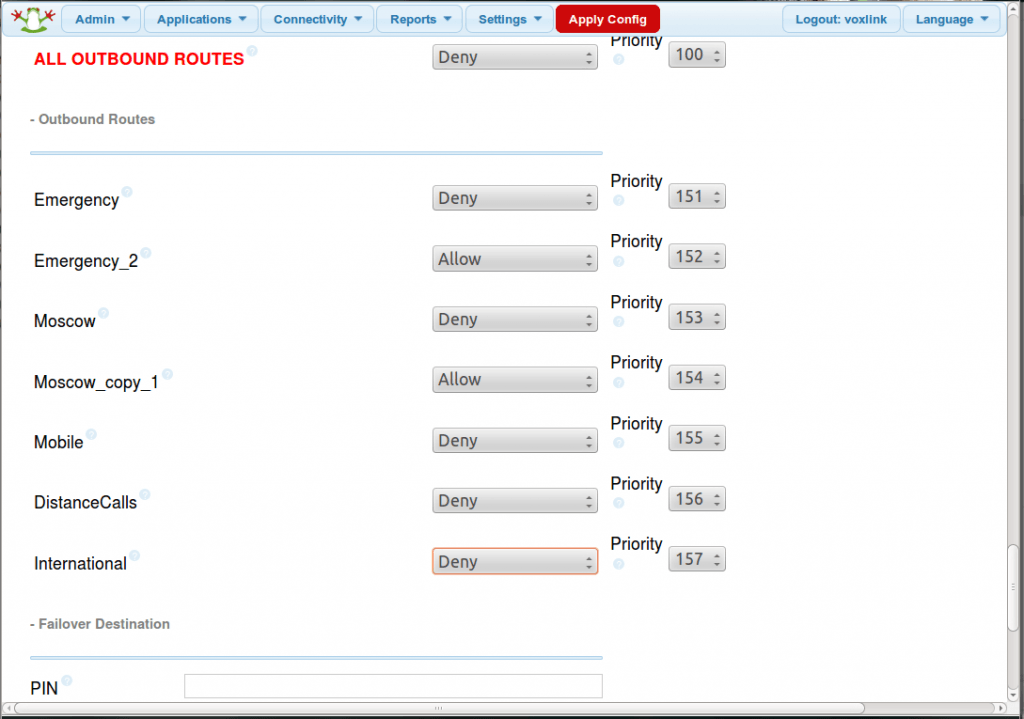 Admin Applications Connectivity Reports Settings Apply Config Logout: voxlink Language
ALL OUTBOUND ROUTES Deny Priority 100
- Outbound Routes
Emergency Deny Priority 151
Emergency_2 Allow Priority 152
Moscow Deny Priority 153
Moscow_copy_1 Allow Priority 154
Mobile Deny Priority 155
DistanceCalls Deny Priority 156
International Deny Priority 157
- Failover Destination
PIN